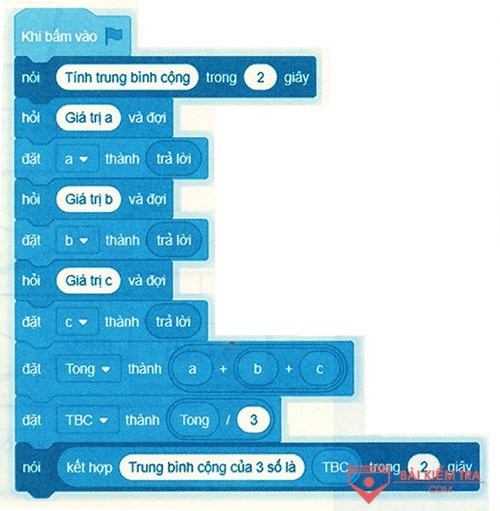 Khi bấm vào
nói Tính trung bình cộng trong 2 giây
hỏi Giá trị a và đợi
đặt a thành trả lời
hỏi Giá trị b và đợi
đặt b thành trả lời
hỏi Giá trị c và đợi
đặt c thành trả lời
đặt Tong thành a + b + c
đặt TBC thành Tong / 3
nói kết hợp Trung bình cộng của 3 số là TBC trong 2 giây
BÀI KIỂM TRA
.COM